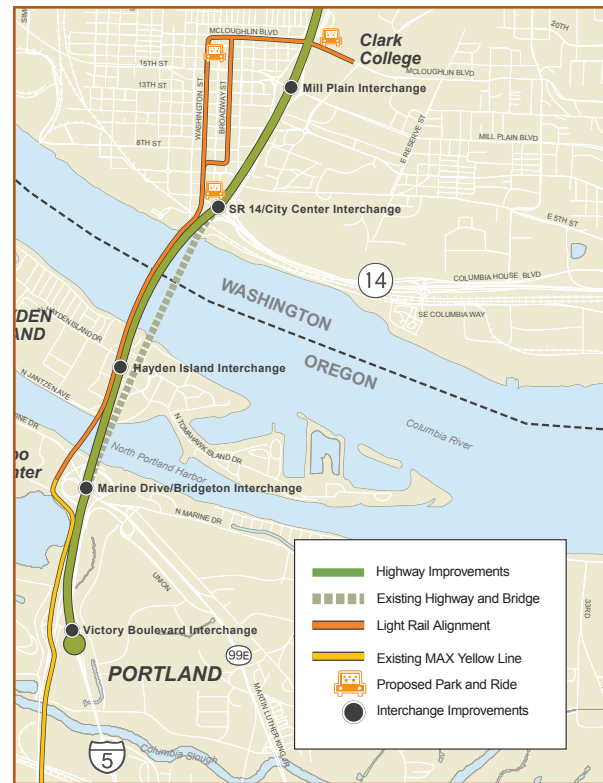 MCLOUGHLIN BLVD
20TH
15TH ST
Clark
College
MCLOUGHLIN BLVD
13TH ST
WASHINGTON ST
BROADWAY ST
Mill Plain Interchange
E RESERVE ST
MILL PLAIN BLVD
8TH ST
SR 14/City Center Interchange
E 5TH ST
14
COLUMBIA HOUSE BLVD
WASHINGTON
SE COLUMBIA WAY
N HAYDEN ISLAND DR
OREGON
Hayden Island Interchange
N JANTZEN AVE
N TOMAHAWK ISLAND DR
Columbia River
North Portland Harbor
Marine Drive/Bridgeton Interchange
N MARINE DR
UNION
Highway Improvements
Existing Highway and Bridge
Light Rail Alignment
Existing MAX Yellow Line
Proposed Park and Ride
Interchange Improvements
33RD
Victory Boulevard Interchange
99E
PORTLAND
MARTIN LUTHER KING JR
5
Columbia Slough